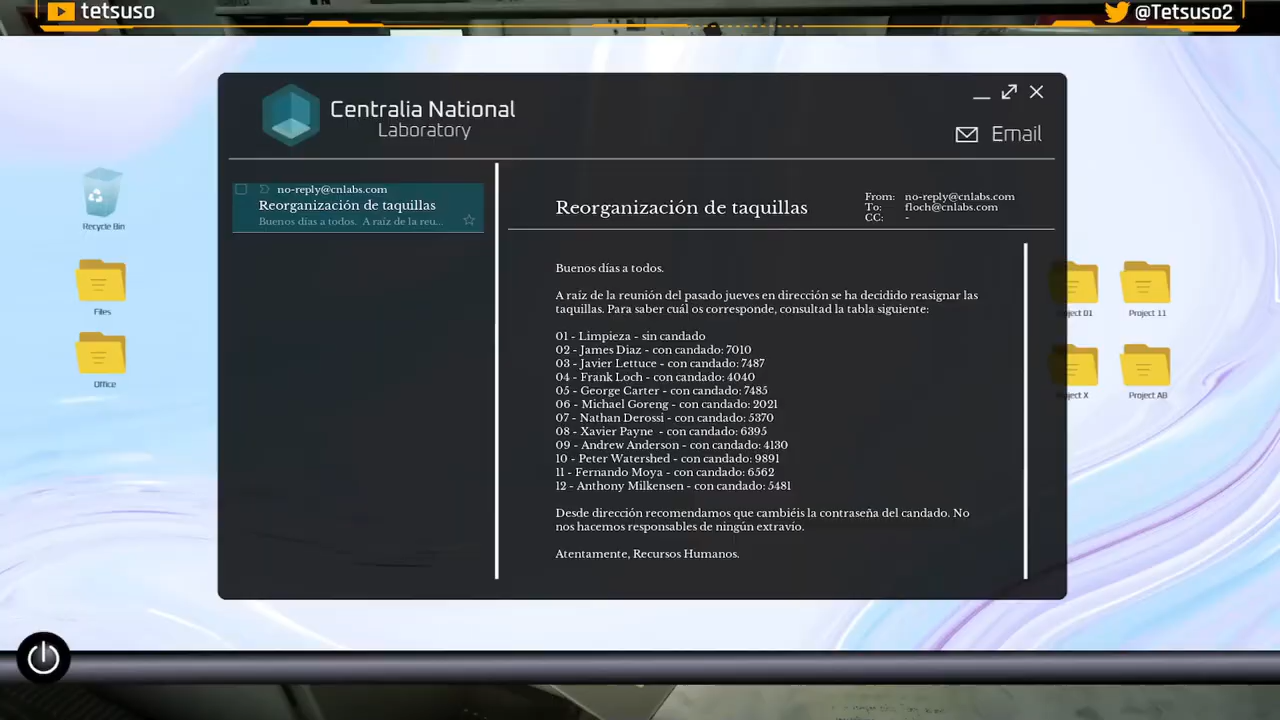 tetsuso
@Tetsuso2
Centralia National
Laboratory
Email
no-reply@cnlabs.com
Reorganización de taquillas
Buenos días a todos. A raíz de la reu...
Reorganización de taquillas
From: no-reply@cnlabs.com
To: floch@cnlabs.com
CC: -
Buenos días a todos.
A raíz de la reunión del pasado jueves en dirección se ha decidido reasignar las
taquillas. Para saber cuál os corresponde, consultad la tabla siguiente:
01 - Limpieza - sin candado
02 - James Diaz - con candado: 7010
03 - Javier Lettuce - con candado: 7487
04 - Frank Loch - con candado: 4040
05 - George Carter - con candado: 7485
06 - Michael Goreng - con candado: 2021
07 - Nathan Derossi - con candado: 5370
08 - Xavier Payne - con candado: 6395
09 - Andrew Anderson - con candado: 4130
10 - Peter Watershed - con candado: 9891
11 - Fernando Moya - con candado: 6562
12 - Anthony Milkensen - con candado: 5481
Desde dirección recomendamos que cambiéis la contraseña del candado. No
nos hacemos responsables de ningún extravío.
Atentamente, Recursos Humanos.
Recycle Bin
Files
Office
Project 01
Project 11
Project X
Project AB